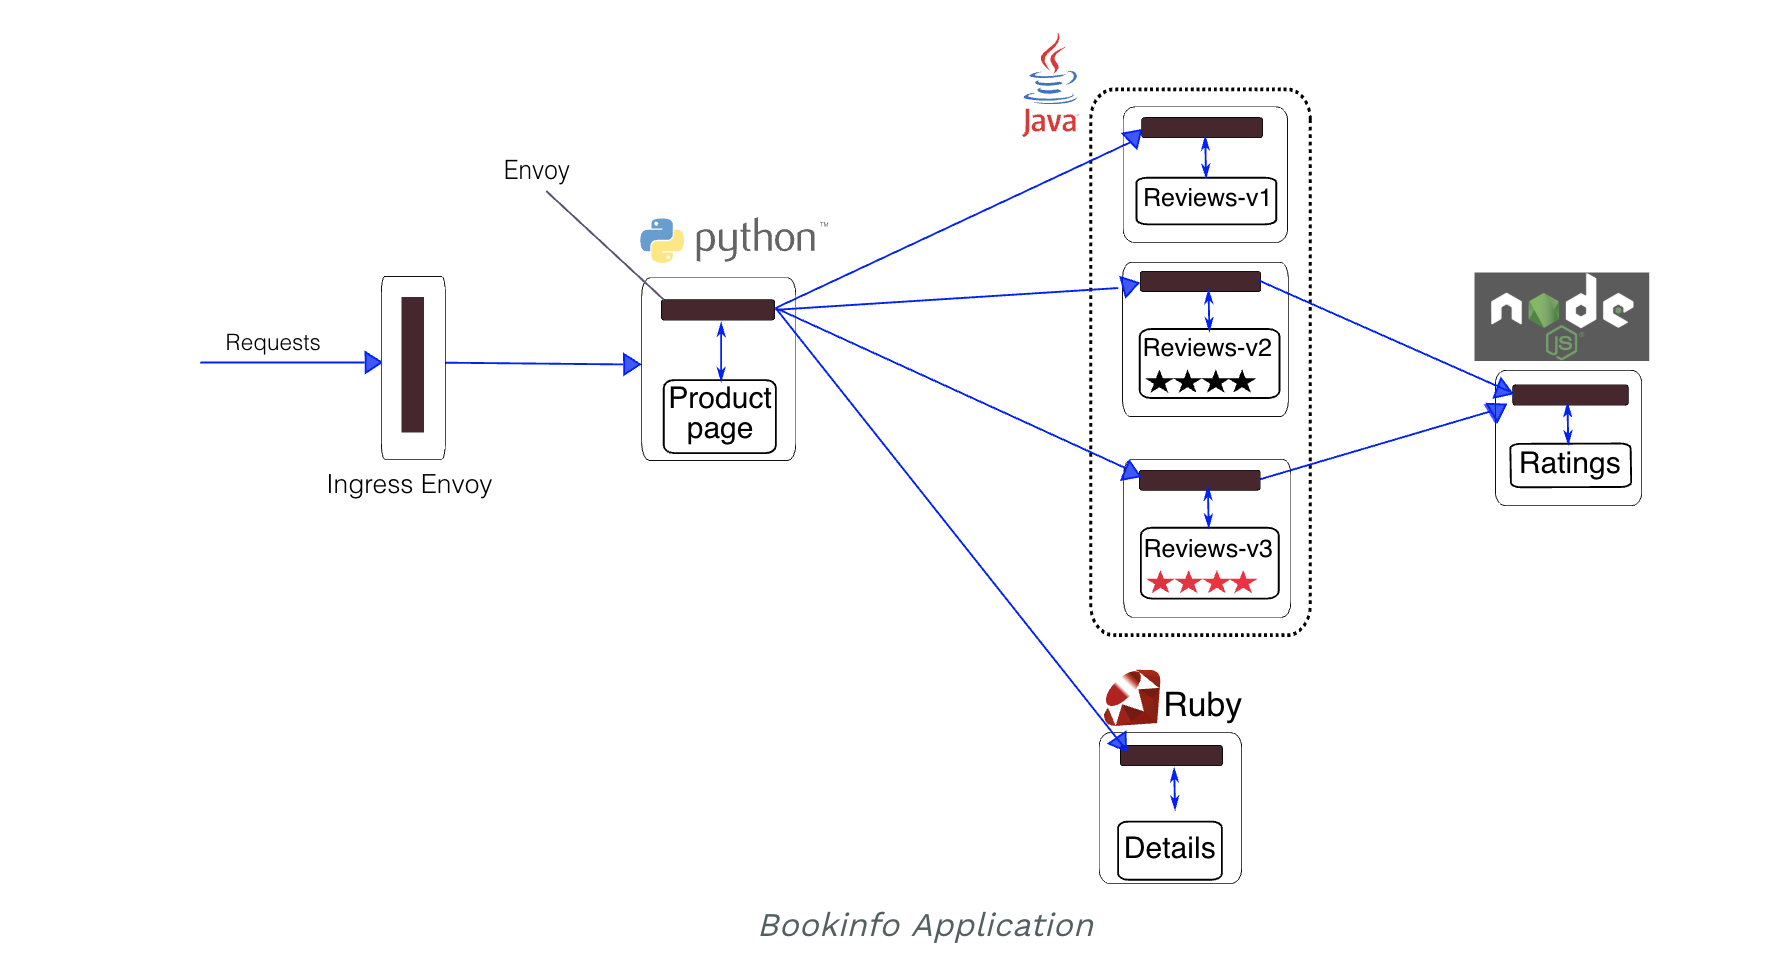 Java
Envoy
python™
Reviews-v1
Requests
Reviews-v2
node
JS
Product
page
Ratings
Ingress Envoy
Reviews-v3
Ruby
Details
Bookinfo Application